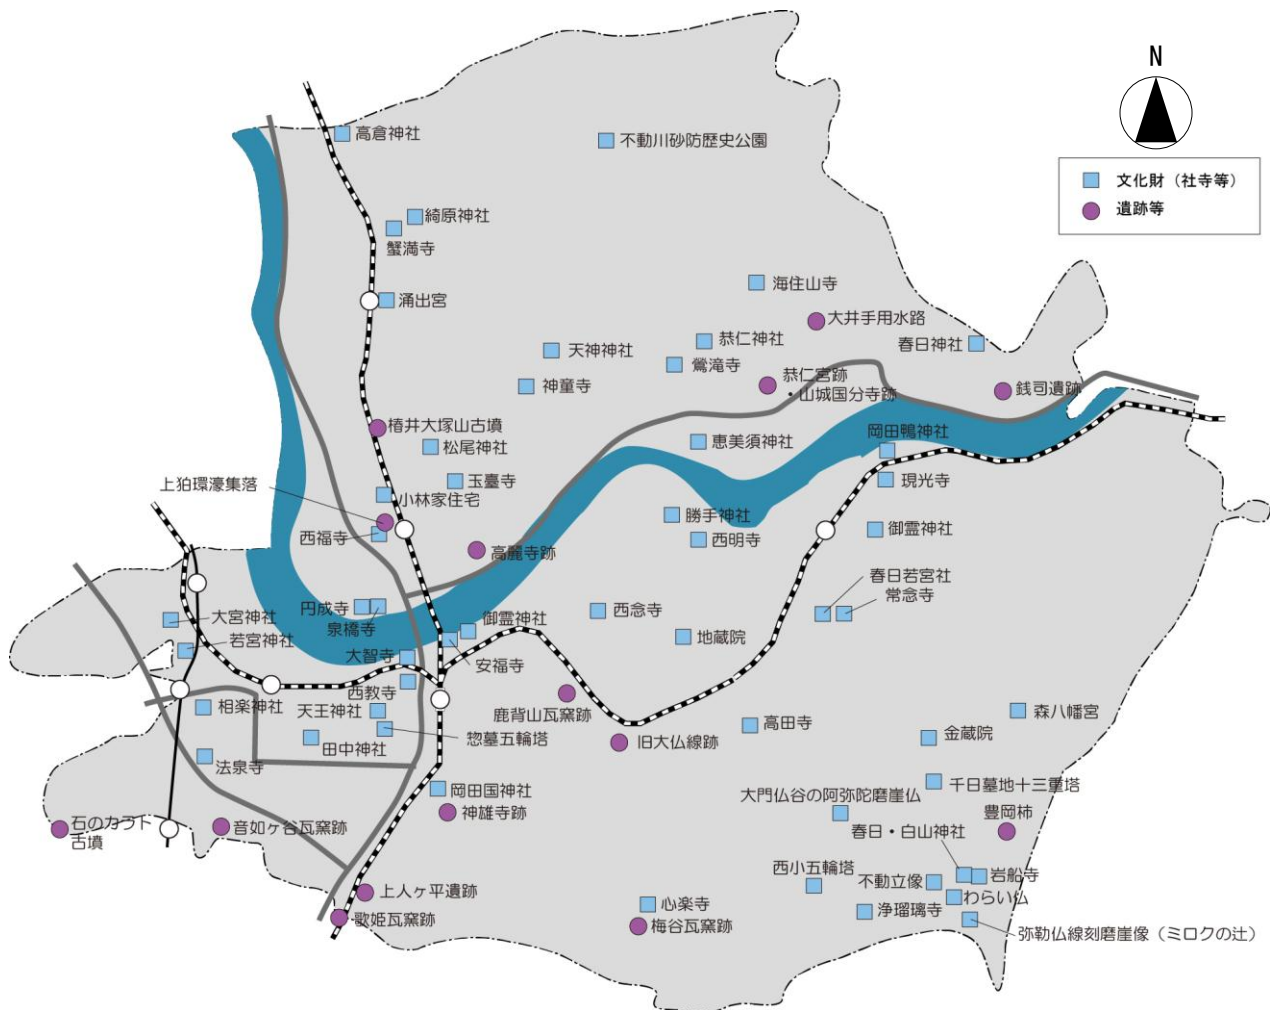 N
文化財（社寺等）
遺跡等
高倉神社
不動川砂防歴史公園
綺原神社
蟹満寺
涌出宮
海住山寺
大井手用水路
恭仁神社
春日神社
天神神社
鶯滝寺
神童寺
恭仁宮跡
・山城国分寺跡
銭司遺跡
椿井大塚山古墳
松尾神社
恵美須神社
岡田鴨神社
玉臺寺
現光寺
上狛環濠集落
小林家住宅
勝手神社
西福寺
西明寺
御霊神社
高麗寺跡
春日若宮社
常念寺
円成寺
泉橋寺
西念寺
大宮神社
御霊神社
若宮神社
地蔵院
大智寺
安福寺
西教寺
鹿背山瓦窯跡
相楽神社
天王神社
森八幡宮
高田寺
金蔵院
惣墓五輪塔
田中神社
旧大仏線跡
法泉寺
岡田国神社
千日墓地十三重塔
大門仏谷の阿弥陀磨崖仏
神雄寺跡
豊岡柿
石のカラト
古墳
音如ヶ谷瓦窯跡
春日・白山神社
西小五輪塔
不動立像
岩船寺
上人ヶ平遺跡
わらい仏
心楽寺
浄瑠璃寺
歌姫瓦窯跡
梅谷瓦窯跡
弥勒仏線刻磨崖像（ミロクの辻）